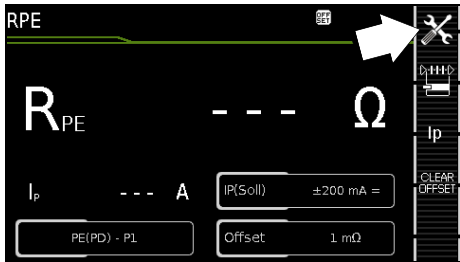 RPE
OFF
SET
RPE
- - - Ω
Ip
CLEAR
OFFSET
IP - - - A
IP(Soll) ±200 mA =
PE(PD) - P1
Offset 1 mΩ